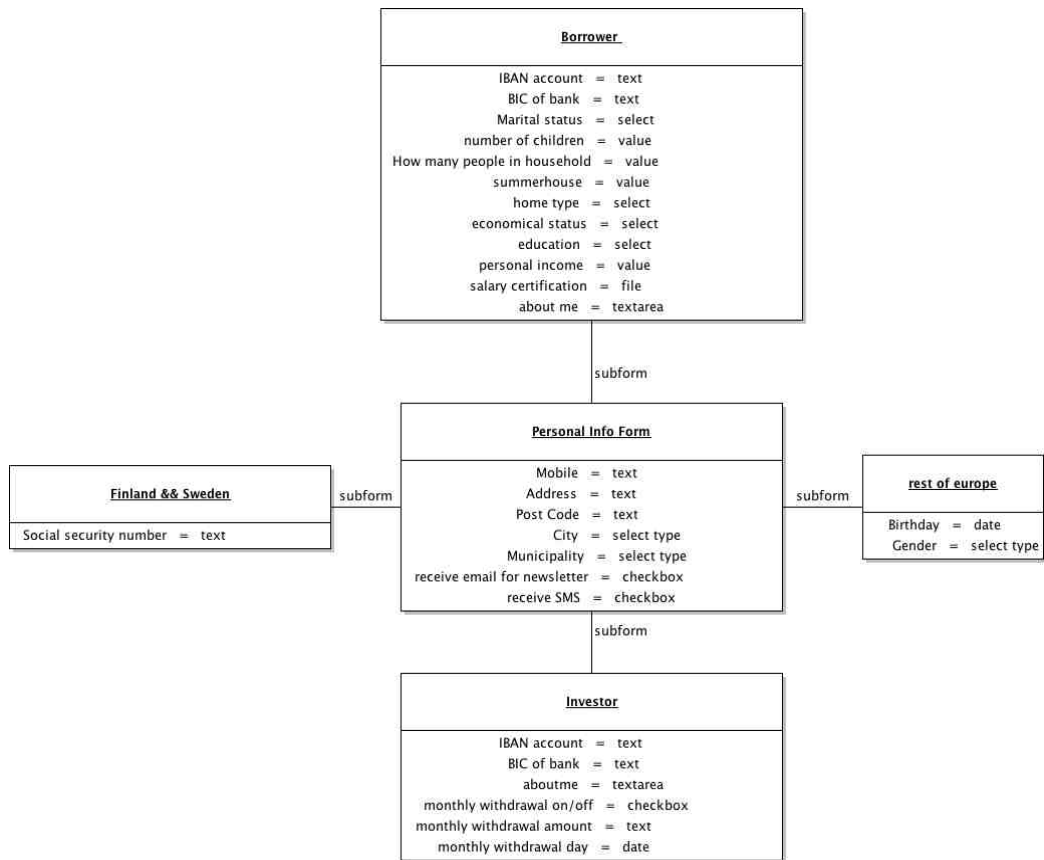 Borrower
IBAN account = text
BIC of bank = text
Marital status = select
number of children = value
How many people in household = value
summerhouse = value
home type = select
economical status = select
education = select
personal income = value
salary certification = file
about me = textarea
subform
Personal Info Form
Mobile = text
Address = text
Post Code = text
City = select type
Municipality = select type
receive email for newsletter = checkbox
receive SMS = checkbox
Finland && Sweden
Social security number = text
subform
subform
rest of europe
Birthday = date
Gender = select type
subform
Investor
IBAN account = text
BIC of bank = text
aboutme = textarea
monthly withdrawal on/off = checkbox
monthly withdrawal amount = text
monthly withdrawal day = date